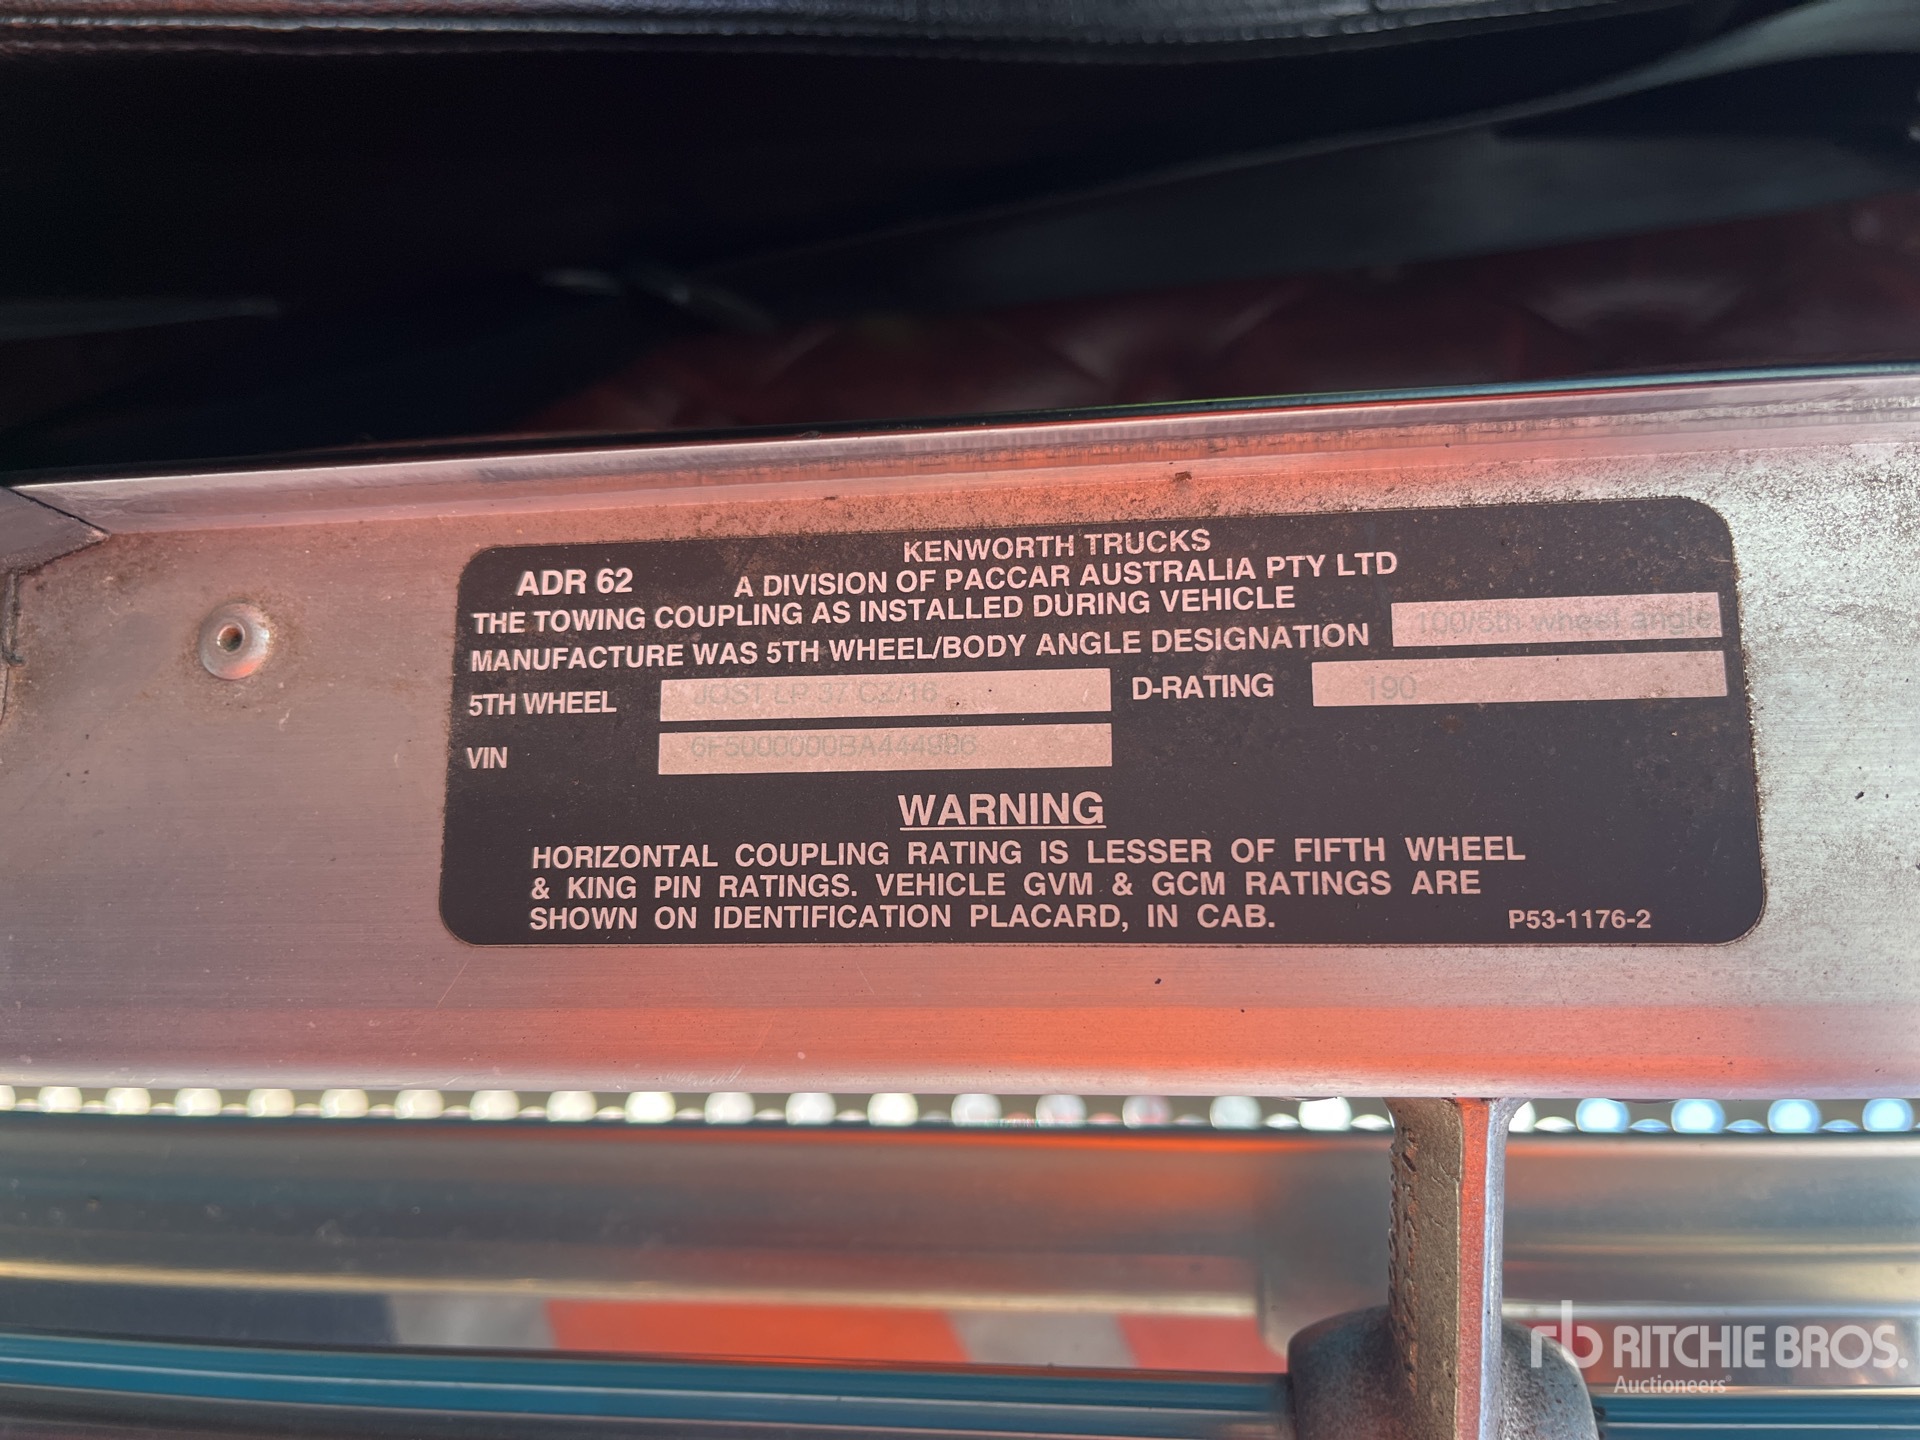 KENWORTH TRUCKS
ADR 62 A DIVISION OF PACCAR AUSTRALIA PTY LTD
THE TOWING COUPLING AS INSTALLED DURING VEHICLE
MANUFACTURE WAS 5TH WHEEL/BODY ANGLE DESIGNATION 100/5th wheel angle
5TH WHEEL JOST LP 37 CZ/16 D-RATING 190
VIN 6F5000000BA444996
WARNING
HORIZONTAL COUPLING RATING IS LESSER OF FIFTH WHEEL
& KING PIN RATINGS. VEHICLE GVM & GCM RATINGS ARE
SHOWN ON IDENTIFICATION PLACARD, IN CAB. P53-1176-2
rb RITCHIE BROS.
Auctioneers